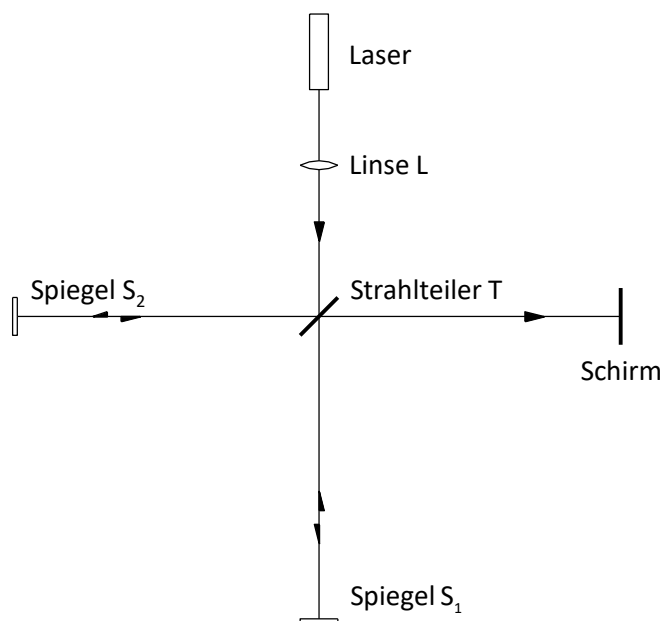 Laser
Linse L
Spiegel S₂
Strahlteiler T
Schirm
Spiegel S₁